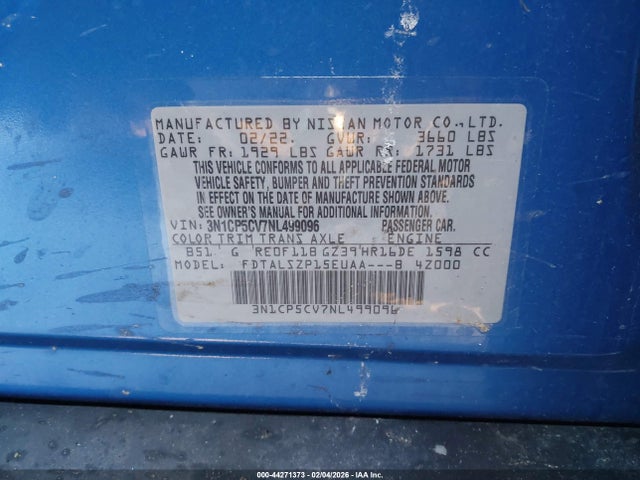 MANUFACTURED BY NISSAN MOTOR CO.,LTD.
DATE: 02/22. GVWR: 3660 LBS
GAWR FR: 1929 LBS GAWR RR: 1731 LBS
THIS VEHICLE CONFORMS TO ALL APPLICABLE FEDERAL MOTOR
VEHICLE SAFETY, BUMPER AND THEFT PREVENTION STANDARDS
IN EFFECT ON THE DATE OF MANUFACTURE SHOWN ABOVE.
SEE OWNER'S MANUAL FOR ADDITIONAL INFORMATION
VIN: 3N1CP5CV7NL499096 PASSENGER CAR.
COLOR TRIM TRANS AXLE ENGINE
B51 G RE0F11B GZ39 HR16DE 1598 CC
MODEL: FDTALSZP15EUAA---B 42000
3N1CP5CV7NL499096
000-44271373 - 02/04/2026 - IAA Inc.